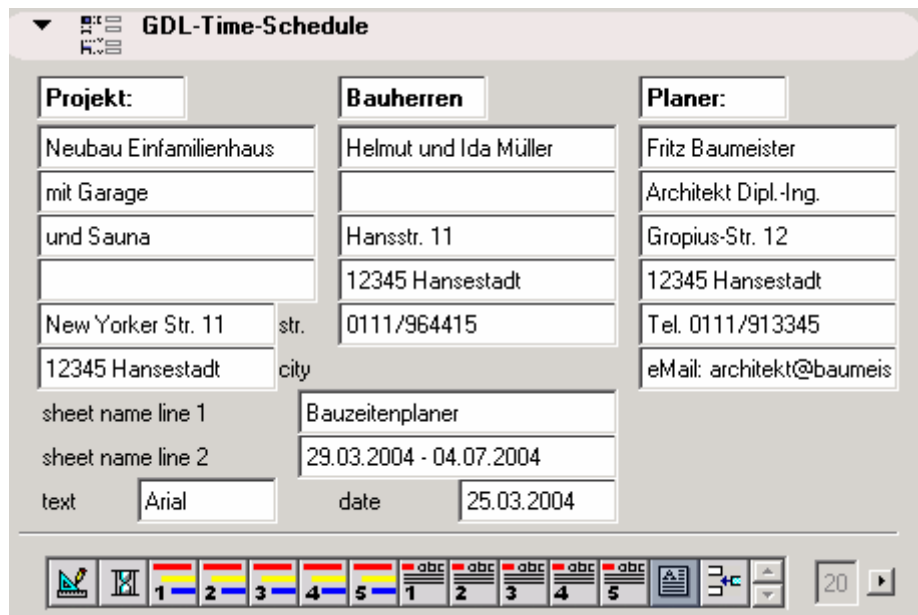 GDL-Time-Schedule
Projekt: Bauherren Planer:
Neubau Einfamilienhaus Helmut und Ida Müller Fritz Baumeister
mit Garage Architekt Dipl.-Ing.
und Sauna Hansstr. 11 Gropius-Str. 12
12345 Hansestadt 12345 Hansestadt
New Yorker Str. 11 str. 0111/964415 Tel. 0111/913345
12345 Hansestadt city eMail: architekt@baumeis
sheet name line 1 Bauzeitenplaner
sheet name line 2 29.03.2004 - 04.07.2004
text Arial date 25.03.2004
1 2 3 4 5 abc 1 abc 2 abc 3 abc 4 abc 5 A 20